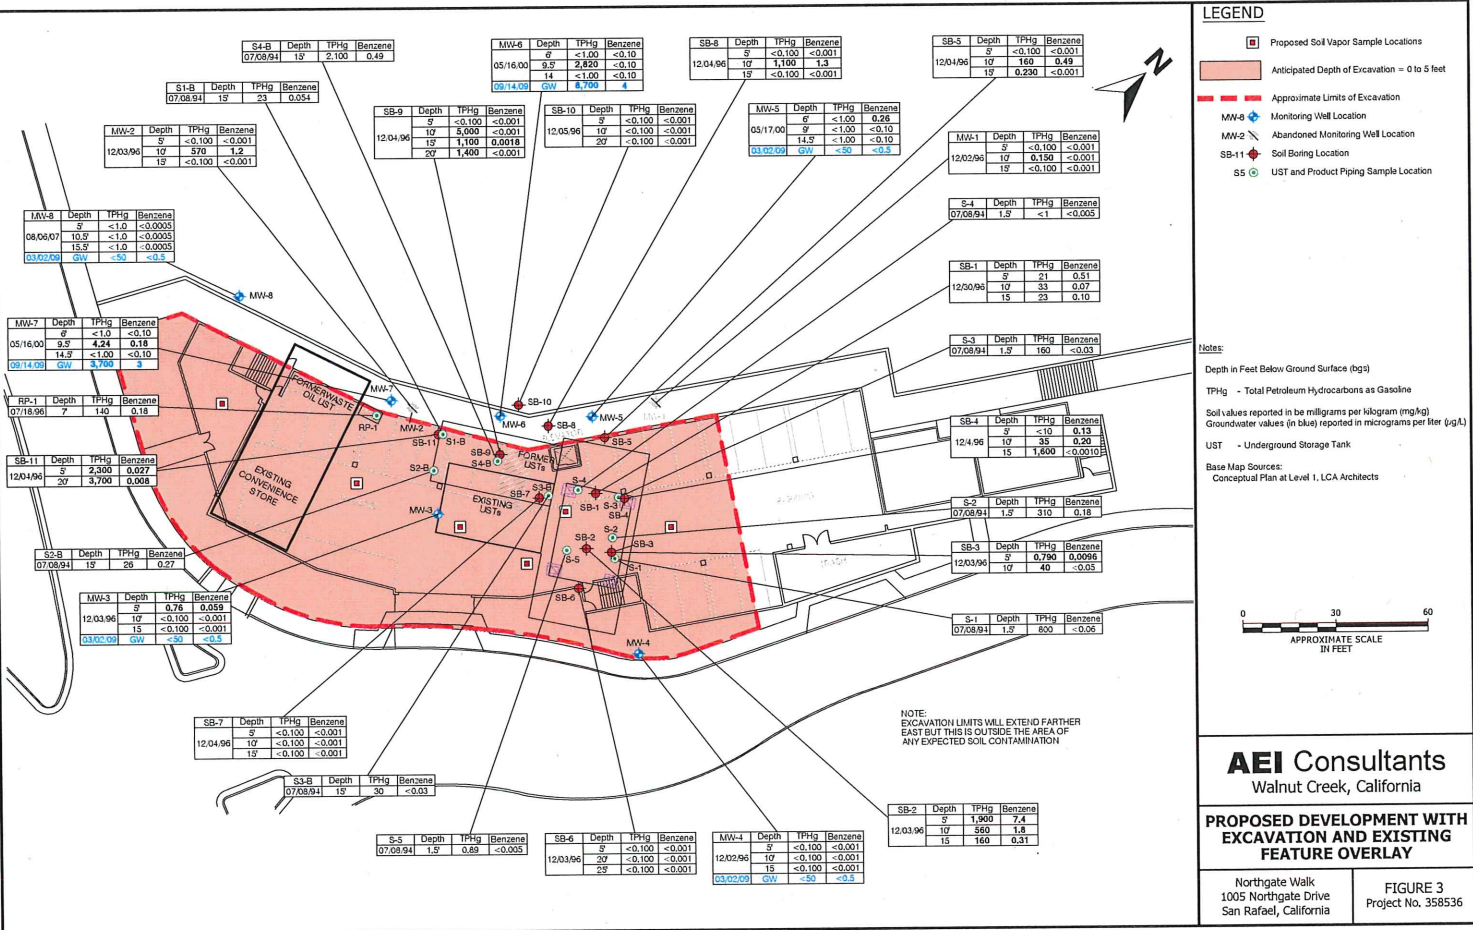 S4-B Depth TPHg Benzene
07/08/94 15' 2,100 0.49
S1-B Depth TPHg Benzene
07/08/94 15' 23 0.054
MW-2 Depth TPHg Benzene
12/03/96
5' <0.100 <0.001
10' 570 1.2
15' <0.100 <0.001
MW-8 Depth TPHg Benzene
08/06/07
5' <1.0 <0.0005
10.5' <1.0 <0.0005
15.5' <1.0 <0.0005
03/02/09 GW <50 <0.5
MW-7 Depth TPHg Benzene
05/16/00
6' <1.0 <0.10
9.5' 4.24 0.18
14.5' <1.00 <0.10
09/14/09 GW 3,700 3
RP-1 Depth TPHg Benzene
07/18/96 7 140 0.18
SB-11 Depth TPHg Benzene
12/04/96
5' 2,300 0.027
20' 3,700 0.008
S2-B Depth TPHg Benzene
07/08/94 15' 26 0.27
MW-3 Depth TPHg Benzene
12/03/96
5' 0.76 0.059
10' <0.100 <0.001
15 <0.100 <0.001
03/02/09 GW <50 <0.5
SB-7 Depth TPHg Benzene
12/04/96
5' <0.100 <0.001
10' <0.100 <0.001
15' <0.100 <0.001
S3-B Depth TPHg Benzene
07/08/94 15' 30 <0.03
S-5 Depth TPHg Benzene
07/08/94 1.5' 0.89 <0.005
SB-6 Depth TPHg Benzene
12/03/96
5' <0.100 <0.001
20' <0.100 <0.001
25' <0.100 <0.001
MW-4 Depth TPHg Benzene
12/02/96
5' <0.100 <0.001
10' <0.100 <0.001
15 <0.100 <0.001
03/02/09 GW <50 <0.5
SB-2 Depth TPHg Benzene
12/03/96
5' 1,900 7.4
10' 560 1.8
15 160 0.31
MW-6 Depth TPHg Benzene
05/16/00
6' <1.00 <0.10
9.5' 2,820 <0.10
14 <1.00 <0.10
09/14/09 GW 6,700 4
SB-9 Depth TPHg Benzene
12/04/96
5' <0.100 <0.001
10' 5,000 <0.001
15' 1,100 0.0018
20' 1,400 <0.001
SB-10 Depth TPHg Benzene
12/05/96
5' <0.100 <0.001
10' <0.100 <0.001
20' <0.100 <0.001
SB-8 Depth TPHg Benzene
12/04/96
5' <0.100 <0.001
10' 1,100 1.3
15' <0.100 <0.001
MW-5 Depth TPHg Benzene
05/17/00
6' <1.00 0.26
9' <1.00 <0.10
14.5' <1.00 <0.10
03/02/09 GW <50 <0.5
SB-5 Depth TPHg Benzene
12/04/96
5' <0.100 <0.001
10' 160 0.49
15' 0.230 <0.001
MW-1 Depth TPHg Benzene
12/02/96
5' <0.100 <0.001
10' 0.150 <0.001
15' <0.100 <0.001
S-4 Depth TPHg Benzene
07/08/94 1.5' <1 <0.005
SB-1 Depth TPHg Benzene
12/30/96
5' 21 0.51
10' 33 0.07
15 23 0.10
S-3 Depth TPHg Benzene
07/08/94 1.5' 160 <0.03
SB-4 Depth TPHg Benzene
12/4/96
5' <10 0.13
10' 35 0.20
15 1,600 <0.0010
S-2 Depth TPHg Benzene
07/08/94 1.5' 310 0.18
SB-3 Depth TPHg Benzene
12/03/96
5' 0.790 0.0096
10' 40 <0.05
S-1 Depth TPHg Benzene
07/08/94 1.5' 800 <0.06
N
MW-8
MW-7
FORMER WASTE
OIL UST
RP-1
MW-2
SB-11
S1-B
S2-B
EXISTING
CONVENIENCE
STORE
MW-3
SB-10
MW-6
SB-8
MW-5
MW-1
SB-5
SB-9
S4-B
FORMER
USTs
EXISTING
USTs
SB-7
S3-B
S-4
SB-1
S-3
SB-4
S-2
SB-2
SB-3
S-5
S-1
SB-6
MW-4
TRASH
NOTE:
EXCAVATION LIMITS WILL EXTEND FARTHER
EAST BUT THIS IS OUTSIDE THE AREA OF
ANY EXPECTED SOIL CONTAMINATION
LEGEND
Proposed Soil Vapor Sample Locations
Anticipated Depth of Excavation = 0 to 5 feet
Approximate Limits of Excavation
MW-8 Monitoring Well Location
MW-2 Abandoned Monitoring Well Location
SB-11 Soil Boring Location
S5 UST and Product Piping Sample Location
Notes:
Depth in Feet Below Ground Surface (bgs)
TPHg - Total Petroleum Hydrocarbons as Gasoline
Soil values reported in be milligrams per kilogram (mg/kg)
Groundwater values (in blue) reported in micrograms per liter (µg/L)
UST - Underground Storage Tank
Base Map Sources:
Conceptual Plan at Level 1, LCA Architects
0 30 60
APPROXIMATE SCALE
IN FEET
AEI Consultants
Walnut Creek, California
PROPOSED DEVELOPMENT WITH
EXCAVATION AND EXISTING
FEATURE OVERLAY
Northgate Walk
1005 Northgate Drive
San Rafael, California
FIGURE 3
Project No. 358536